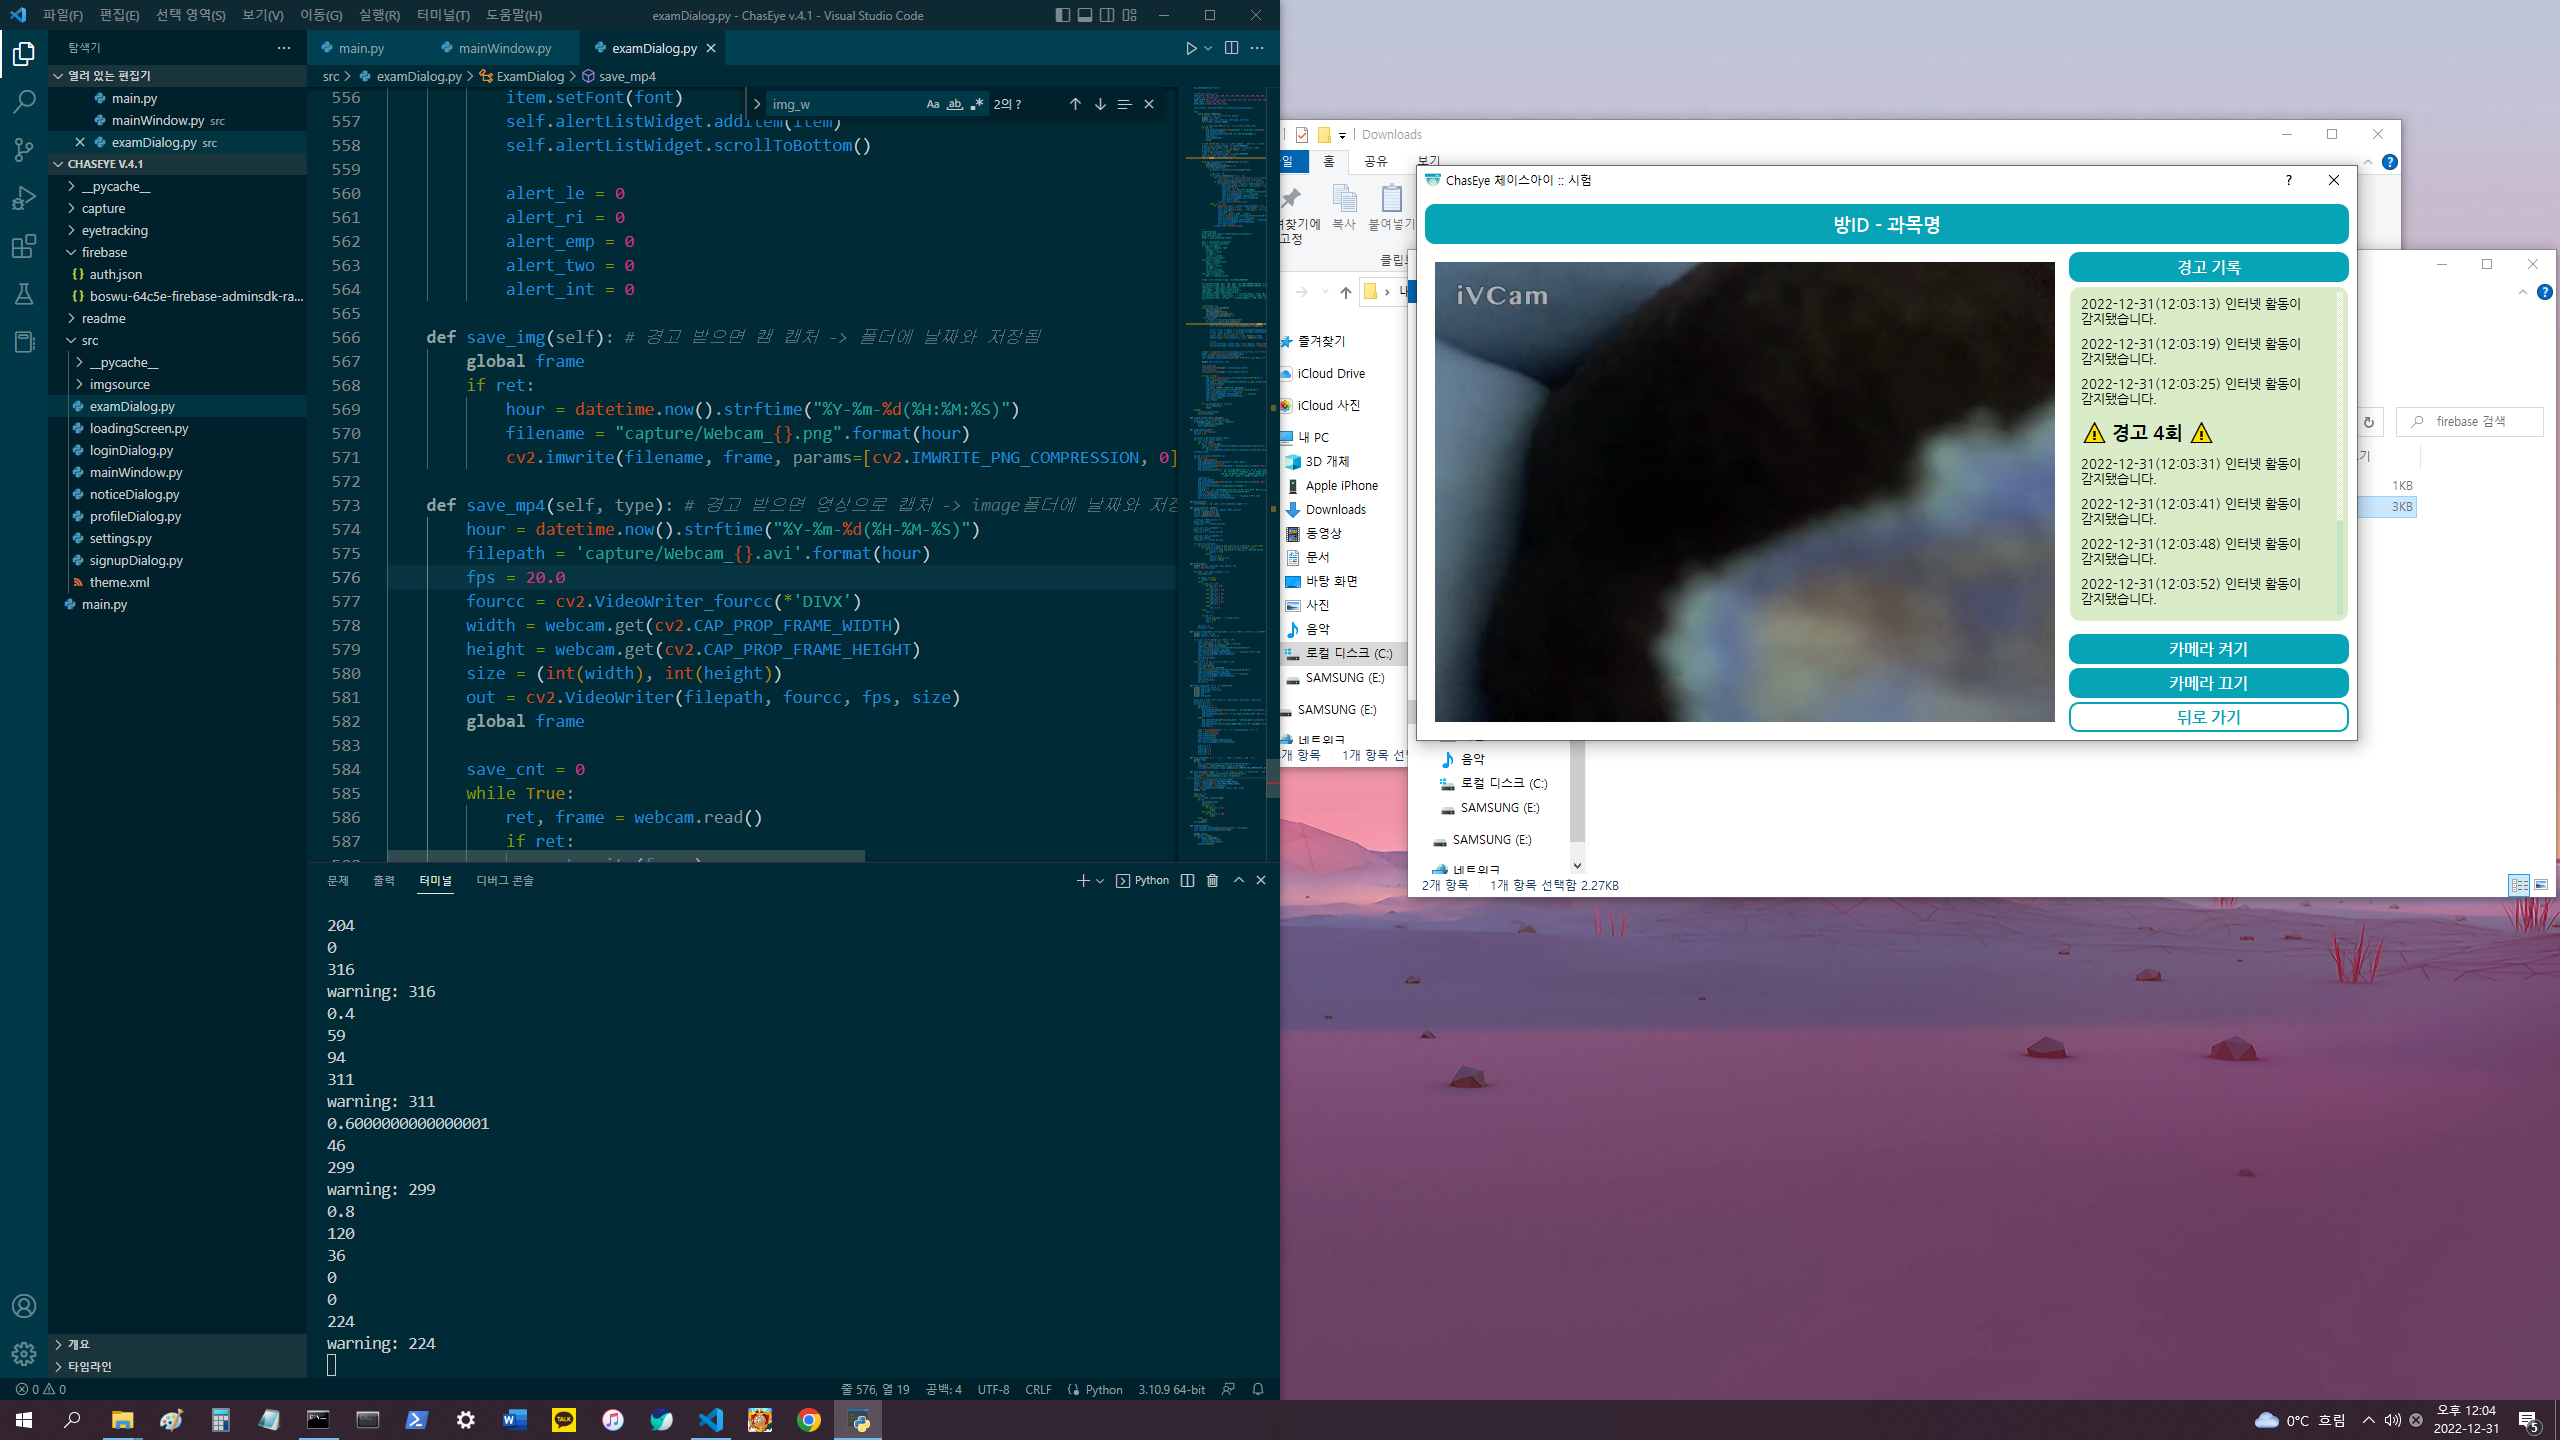 파일(F) 편집(E) 선택 영역(S) 보기(V) 이동(G) 실행(R) 터미널(T) 도움말(H)
examDialog.py - ChasEye v.4.1 - Visual Studio Code
탐색기
열려 있는 편집기
main.py
mainWindow.py src
examDialog.py src
CHASEYE V.4.1
__pycache__
capture
eyetracking
firebase
auth.json
boswu-64c5e-firebase-adminsdk-ra...
readme
src
__pycache__
imgsource
examDialog.py
loadingScreen.py
loginDialog.py
mainWindow.py
noticeDialog.py
profileDialog.py
settings.py
signupDialog.py
theme.xml
main.py
개요
타임라인
main.py mainWindow.py examDialog.py
src > examDialog.py > ExamDialog > save_mp4
img_w Aa ab 2의 ?
556 item.setFont(font)
557 self.alertListWidget.addItem(item)
558 self.alertListWidget.scrollToBottom()
559
560 alert_le = 0
561 alert_ri = 0
562 alert_emp = 0
563 alert_two = 0
564 alert_int = 0
565
566 def save_img(self): # 경고 받으면 캠 캡처 -> 폴더에 날짜와 저장됨
567 global frame
568 if ret:
569 hour = datetime.now().strftime("%Y-%m-%d(%H:%M:%S)")
570 filename = "capture/Webcam_{}.png".format(hour)
571 cv2.imwrite(filename, frame, params=[cv2.IMWRITE_PNG_COMPRESSION, 0]
572
573 def save_mp4(self, type): # 경고 받으면 영상으로 캡처 -> image폴더에 날짜와 저장
574 hour = datetime.now().strftime("%Y-%m-%d(%H-%M-%S)")
575 filepath = 'capture/Webcam_{}.avi'.format(hour)
576 fps = 20.0
577 fourcc = cv2.VideoWriter_fourcc(*'DIVX')
578 width = webcam.get(cv2.CAP_PROP_FRAME_WIDTH)
579 height = webcam.get(cv2.CAP_PROP_FRAME_HEIGHT)
580 size = (int(width), int(height))
581 out = cv2.VideoWriter(filepath, fourcc, fps, size)
582 global frame
583
584 save_cnt = 0
585 while True:
586 ret, frame = webcam.read()
587 if ret:
문제 출력 터미널 디버그 콘솔
Python
204
0
316
warning: 316
0.4
59
94
311
warning: 311
0.6000000000000001
46
299
warning: 299
0.8
120
36
0
0
224
warning: 224
0 0
줄 576, 열 19 공백: 4 UTF-8 CRLF Python 3.10.9 64-bit
Downloads
홈 공유 보기
복사 붙여넣기
고정
즐겨찾기
iCloud Drive
iCloud 사진
내 PC
3D 개체
Apple iPhone
Downloads
동영상
문서
바탕 화면
사진
음악
로컬 디스크 (C:)
SAMSUNG (E:)
SAMSUNG (E:)
네트워크
firebase 검색
1KB
3KB
음악
로컬 디스크 (C:)
SAMSUNG (E:)
SAMSUNG (E:)
네트워크
2개 항목 1개 항목 선택함 2.27KB
ChasEye 체이스아이 :: 시험
방ID - 과목명
iVCam
경고 기록
2022-12-31(12:03:13) 인터넷 활동이
감지됐습니다.
2022-12-31(12:03:19) 인터넷 활동이
감지됐습니다.
2022-12-31(12:03:25) 인터넷 활동이
감지됐습니다.
⚠ 경고 4회 ⚠
2022-12-31(12:03:31) 인터넷 활동이
감지됐습니다.
2022-12-31(12:03:41) 인터넷 활동이
감지됐습니다.
2022-12-31(12:03:48) 인터넷 활동이
감지됐습니다.
2022-12-31(12:03:52) 인터넷 활동이
감지됐습니다.
카메라 켜기
카메라 끄기
뒤로 가기
TALK
0°C 흐림
오후 12:04
2022-12-31
5